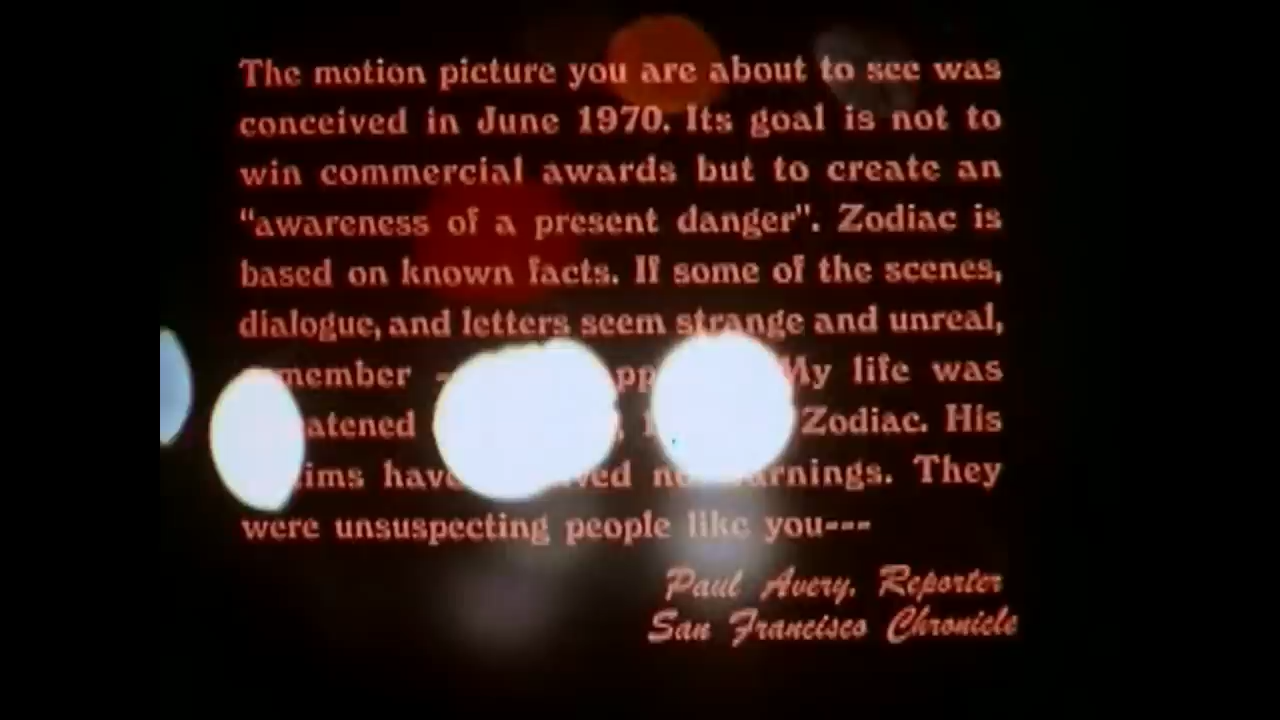 The motion picture you are about to see was
conceived in June 1970. Its goal is not to
win commercial awards but to create an
"awareness of a present danger". Zodiac is
based on known facts. If some of the scenes,
dialogue, and letters seem strange and unreal,
My life was
Zodiac. His
have no warnings. They
were unsuspecting people like you---
Paul Avery, Reporter
San Francisco Chronicle